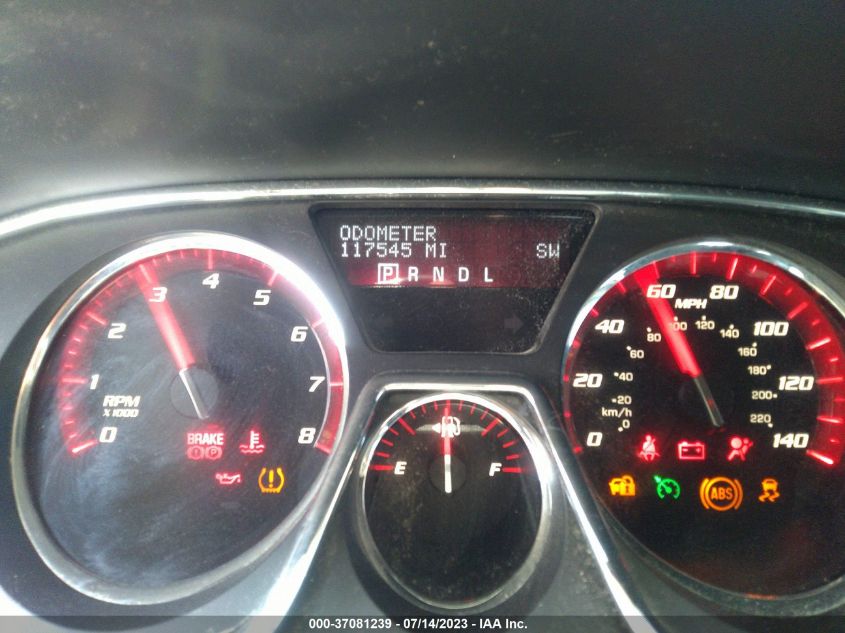 ODOMETER
117545 MI SW
P R N D L
0 1 2 3 4 5 6 7 8
RPM
X 1000
BRAKE
P
E F
0 20 40 60 80 100 120 140
MPH
0 20 40 60 80 100 120 140 160 180 200 220
km/h
ABS
000-37081239 - 07/14/2023 - IAA Inc.